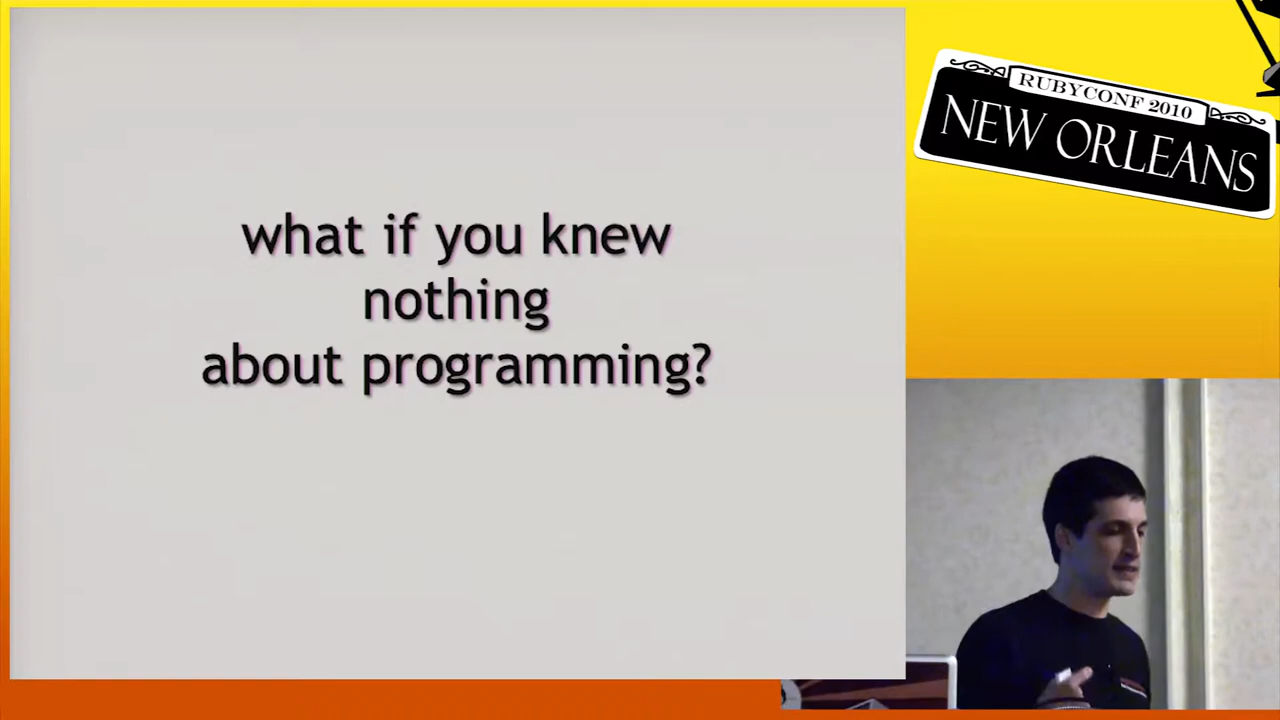 what if you knew
nothing
about programming?
RUBYCONF 2010
NEW ORLEANS